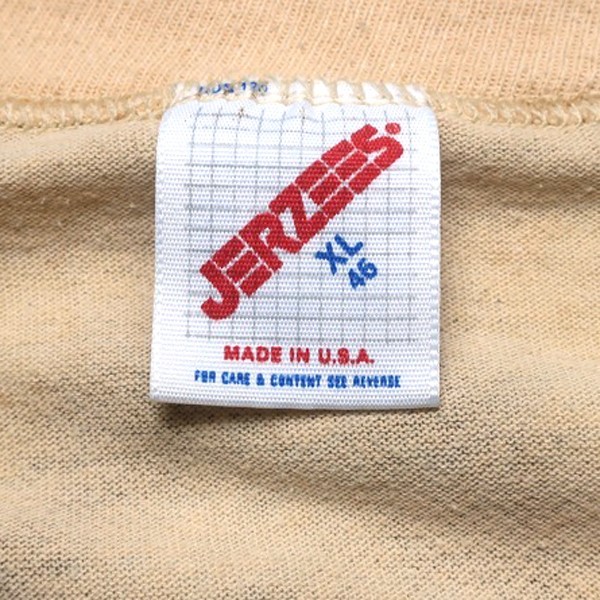 JERZEES®
XL
46
MADE IN U.S.A.
FOR CARE & CONTENT SEE REVERSE